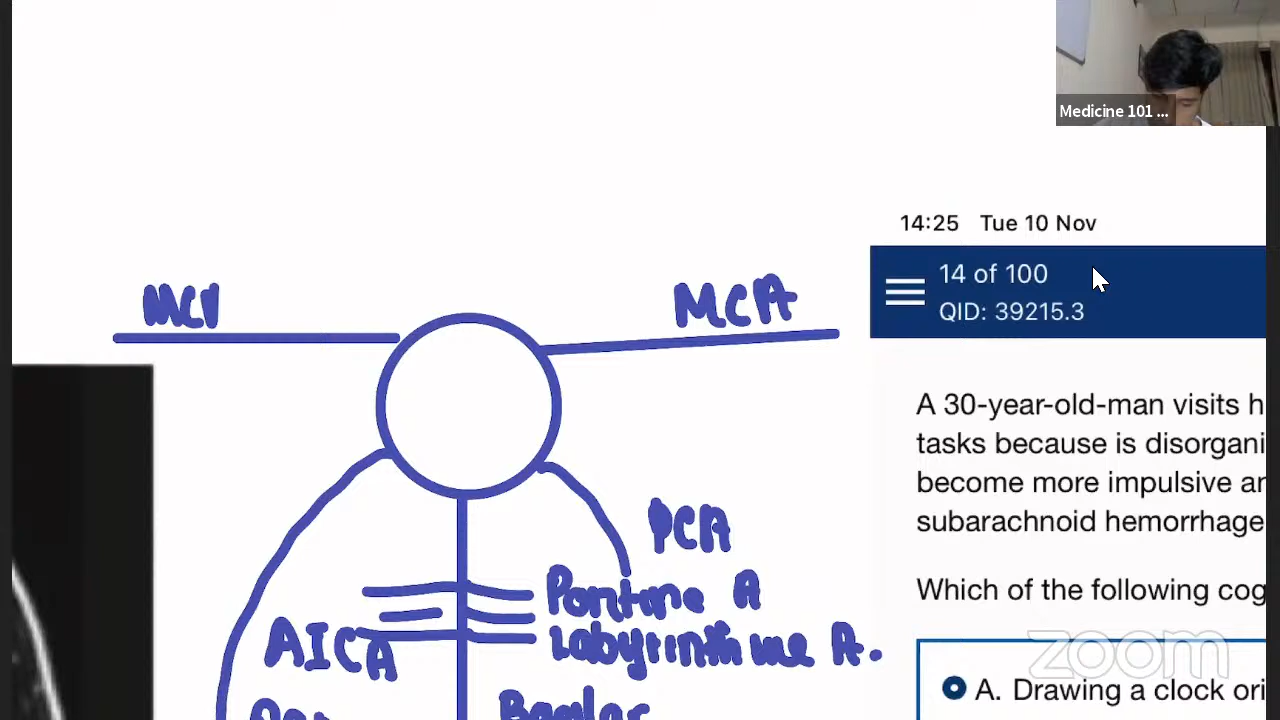 Medicine 101 ...
14:25 Tue 10 Nov
14 of 100
QID: 39215.3
MCA
A 30-year-old-man visits h
tasks because is disorgani
become more impulsive ar
subarachnoid hemorrhage
PCA
Pontine A
Labyrinthine A.
AICA
Which of the following cog
zoom
A. Drawing a clock ori